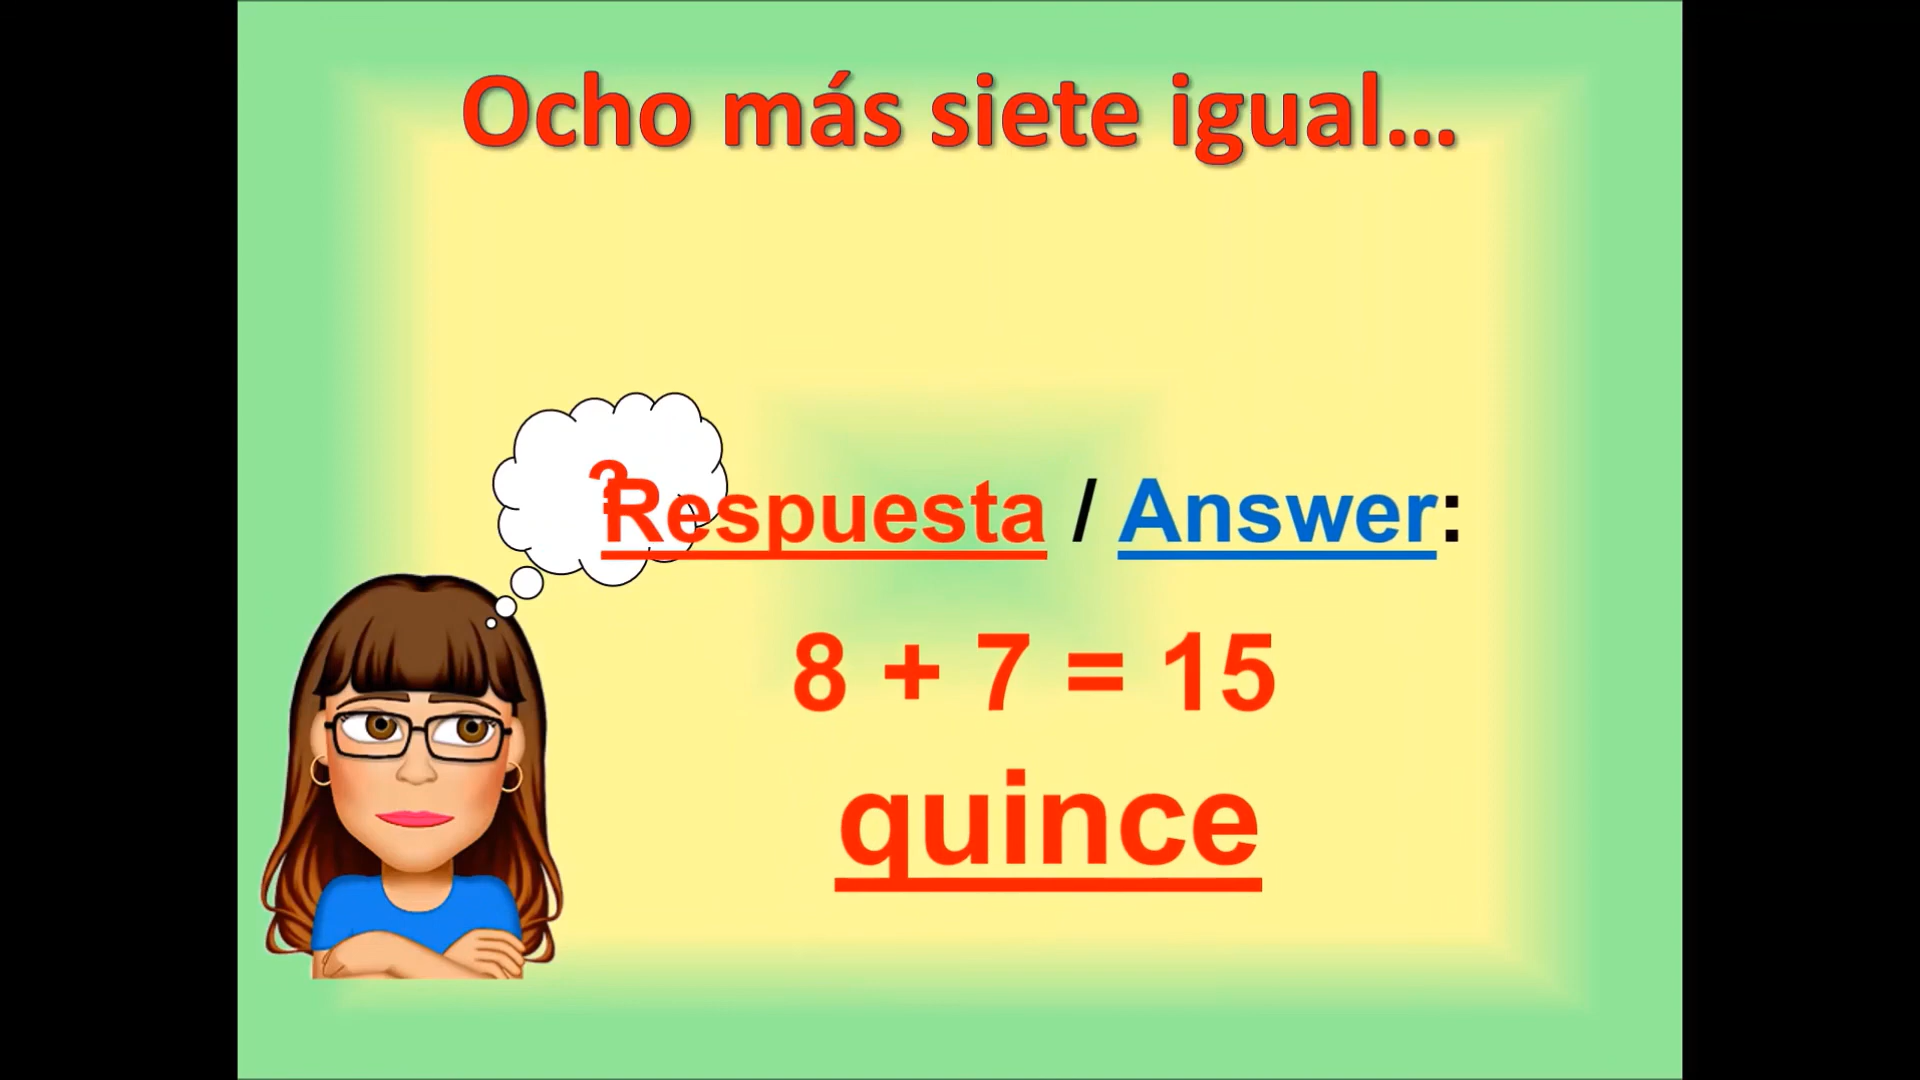 Ocho más siete igual...
?
Respuesta / Answer:
8 + 7 = 15
quince